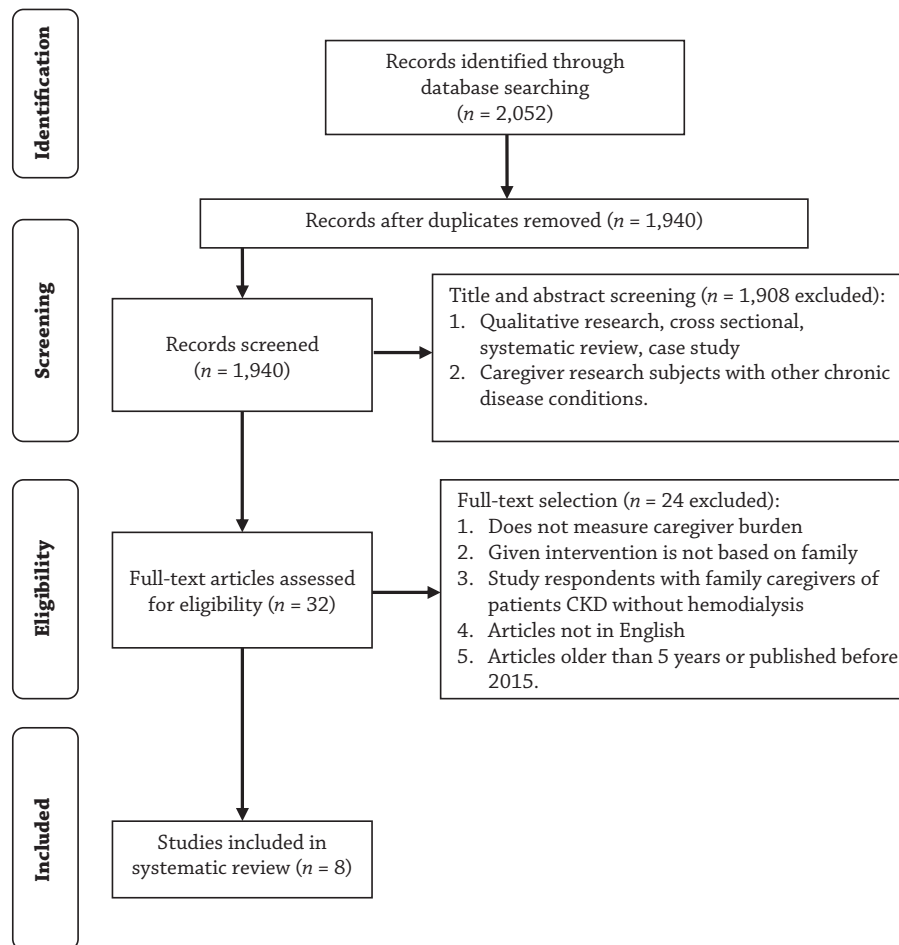 Identification
Records identified through
database searching
(n = 2,052)
Records after duplicates removed (n = 1,940)
Screening
Records screened
(n = 1,940)
Title and abstract screening (n = 1,908 excluded):
1. Qualitative research, cross sectional,
systematic review, case study
2. Caregiver research subjects with other chronic
disease conditions.
Eligibility
Full-text articles assessed
for eligibility (n = 32)
Full-text selection (n = 24 excluded):
1. Does not measure caregiver burden
2. Given intervention is not based on family
3. Study respondents with family caregivers of
patients CKD without hemodialysis
4. Articles not in English
5. Articles older than 5 years or published before
2015.
Included
Studies included in
systematic review (n = 8)